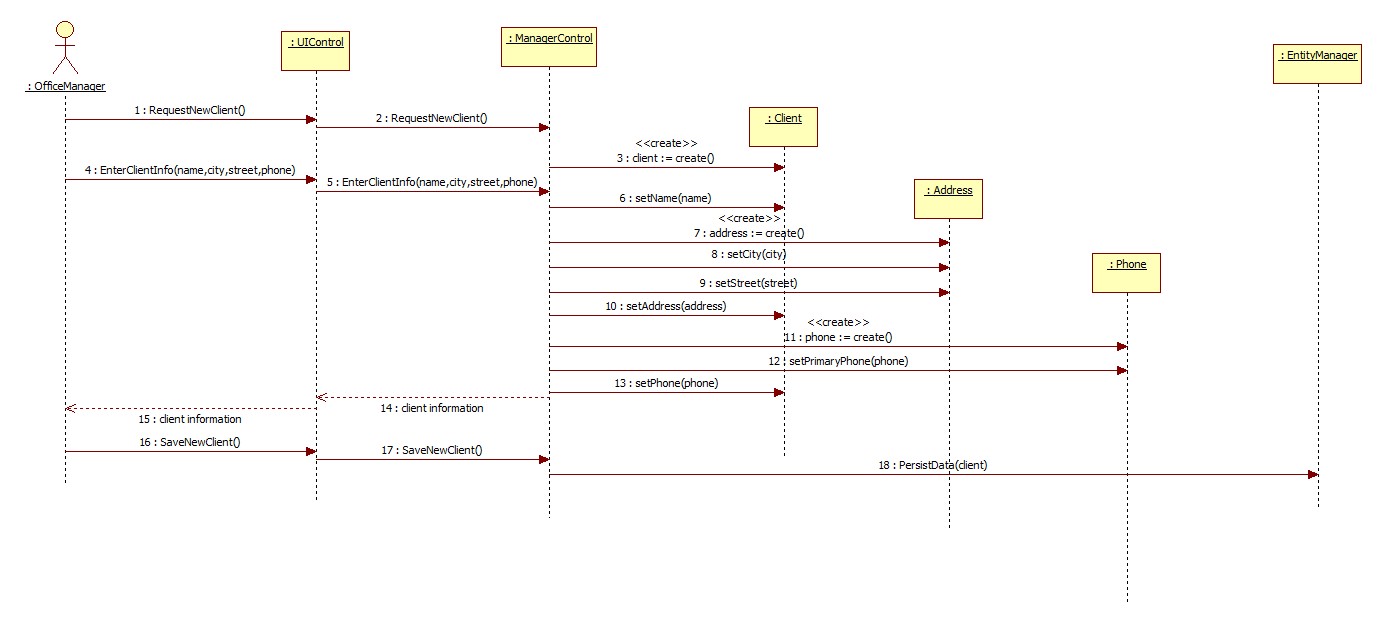 : OfficeManager
: UIControl
: ManagerControl
: EntityManager
: Client
: Address
: Phone
1 : RequestNewClient()
2 : RequestNewClient()
<<create>>
3 : client := create()
4 : EnterClientInfo(name,city,street,phone)
5 : EnterClientInfo(name,city,street,phone)
6 : setName(name)
<<create>>
7 : address := create()
8 : setCity(city)
9 : setStreet(street)
10 : setAddress(address)
<<create>>
11 : phone := create()
12 : setPrimaryPhone(phone)
13 : setPhone(phone)
14 : client information
15 : client information
16 : SaveNewClient()
17 : SaveNewClient()
18 : PersistData(client)